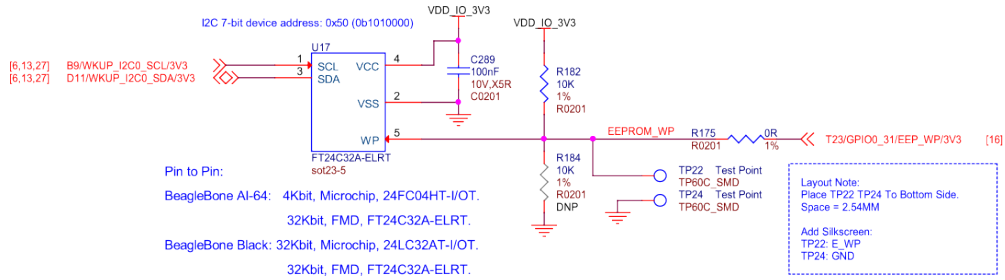 I2C 7-bit device address: 0x50 (0b1010000)
VDD_IO_3V3
VDD_IO_3V3
U17
[6,13,27] B9/WKUP_I2C0_SCL/3V3 1 SCL VCC 4
[6,13,27] D11/WKUP_I2C0_SDA/3V3 3 SDA
C289
100nF
10V,X5R
C0201
R182
10K
1%
R0201
VSS 2
WP 5
EEPROM_WP
R175 0R
R0201 1%
T23/GPIO0_31/EEP_WP/3V3 [16]
FT24C32A-ELRT
sot23-5
R184
10K
1%
R0201
DNP
TP22 Test Point
TP60C_SMD
TP24 Test Point
TP60C_SMD
Layout Note:
Place TP22 TP24 To Bottom Side.
Space = 2.54MM
Add Silkscreen:
TP22: E_WP
TP24: GND
Pin to Pin:
BeagleBone AI-64: 4Kbit, Microchip, 24FC04HT-I/OT.
32Kbit, FMD, FT24C32A-ELRT.
BeagleBone Black: 32Kbit, Microchip, 24LC32AT-I/OT.
32Kbit, FMD, FT24C32A-ELRT.